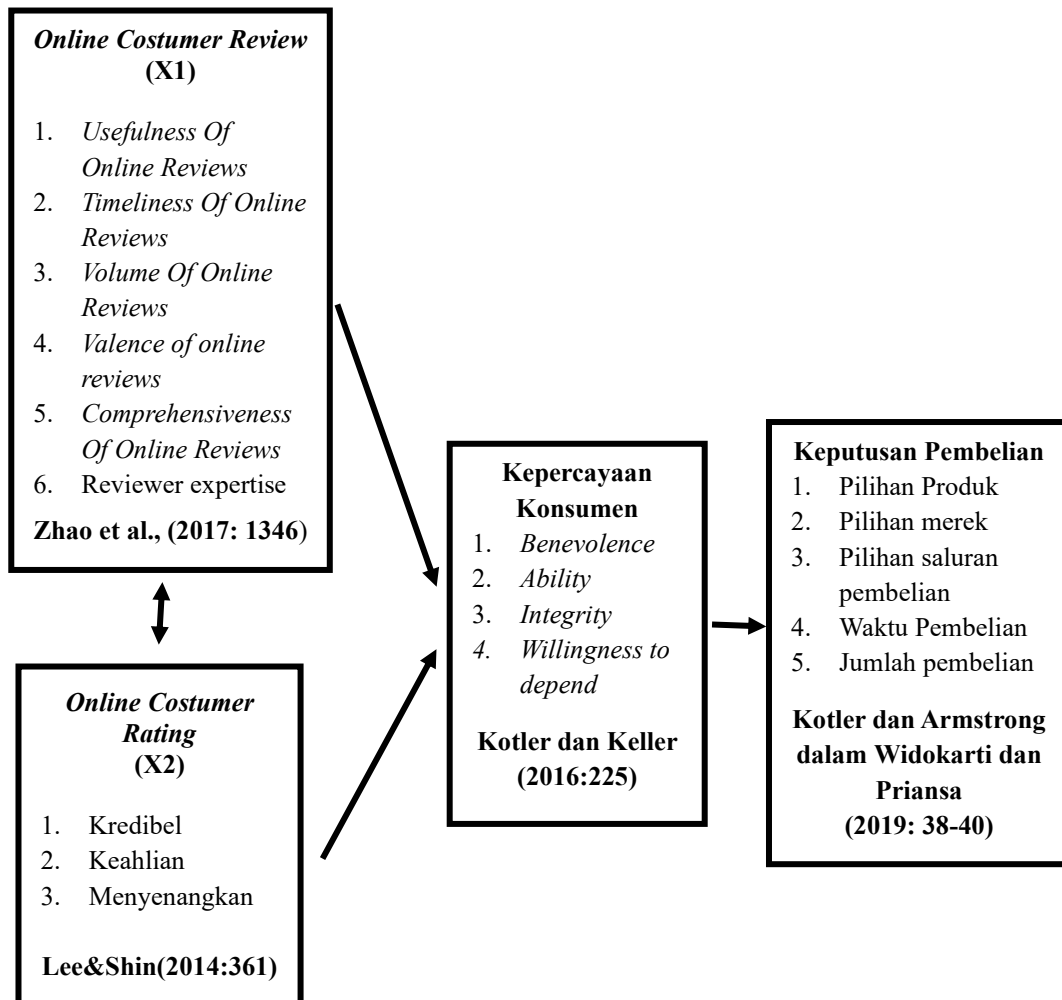 Online Costumer Review
(X1)
1. Usefulness Of
Online Reviews
2. Timeliness Of Online
Reviews
3. Volume Of Online
Reviews
4. Valence of online
reviews
5. Comprehensiveness
Of Online Reviews
6. Reviewer expertise
Zhao et al., (2017: 1346)
Online Costumer
Rating
(X2)
1. Kredibel
2. Keahlian
3. Menyenangkan
Lee&Shin(2014:361)
Kepercayaan
Konsumen
1. Benevolence
2. Ability
3. Integrity
4. Willingness to
depend
Kotler dan Keller
(2016:225)
Keputusan Pembelian
1. Pilihan Produk
2. Pilihan merek
3. Pilihan saluran
pembelian
4. Waktu Pembelian
5. Jumlah pembelian
Kotler dan Armstrong
dalam Widokarti dan
Priansa
(2019: 38-40)